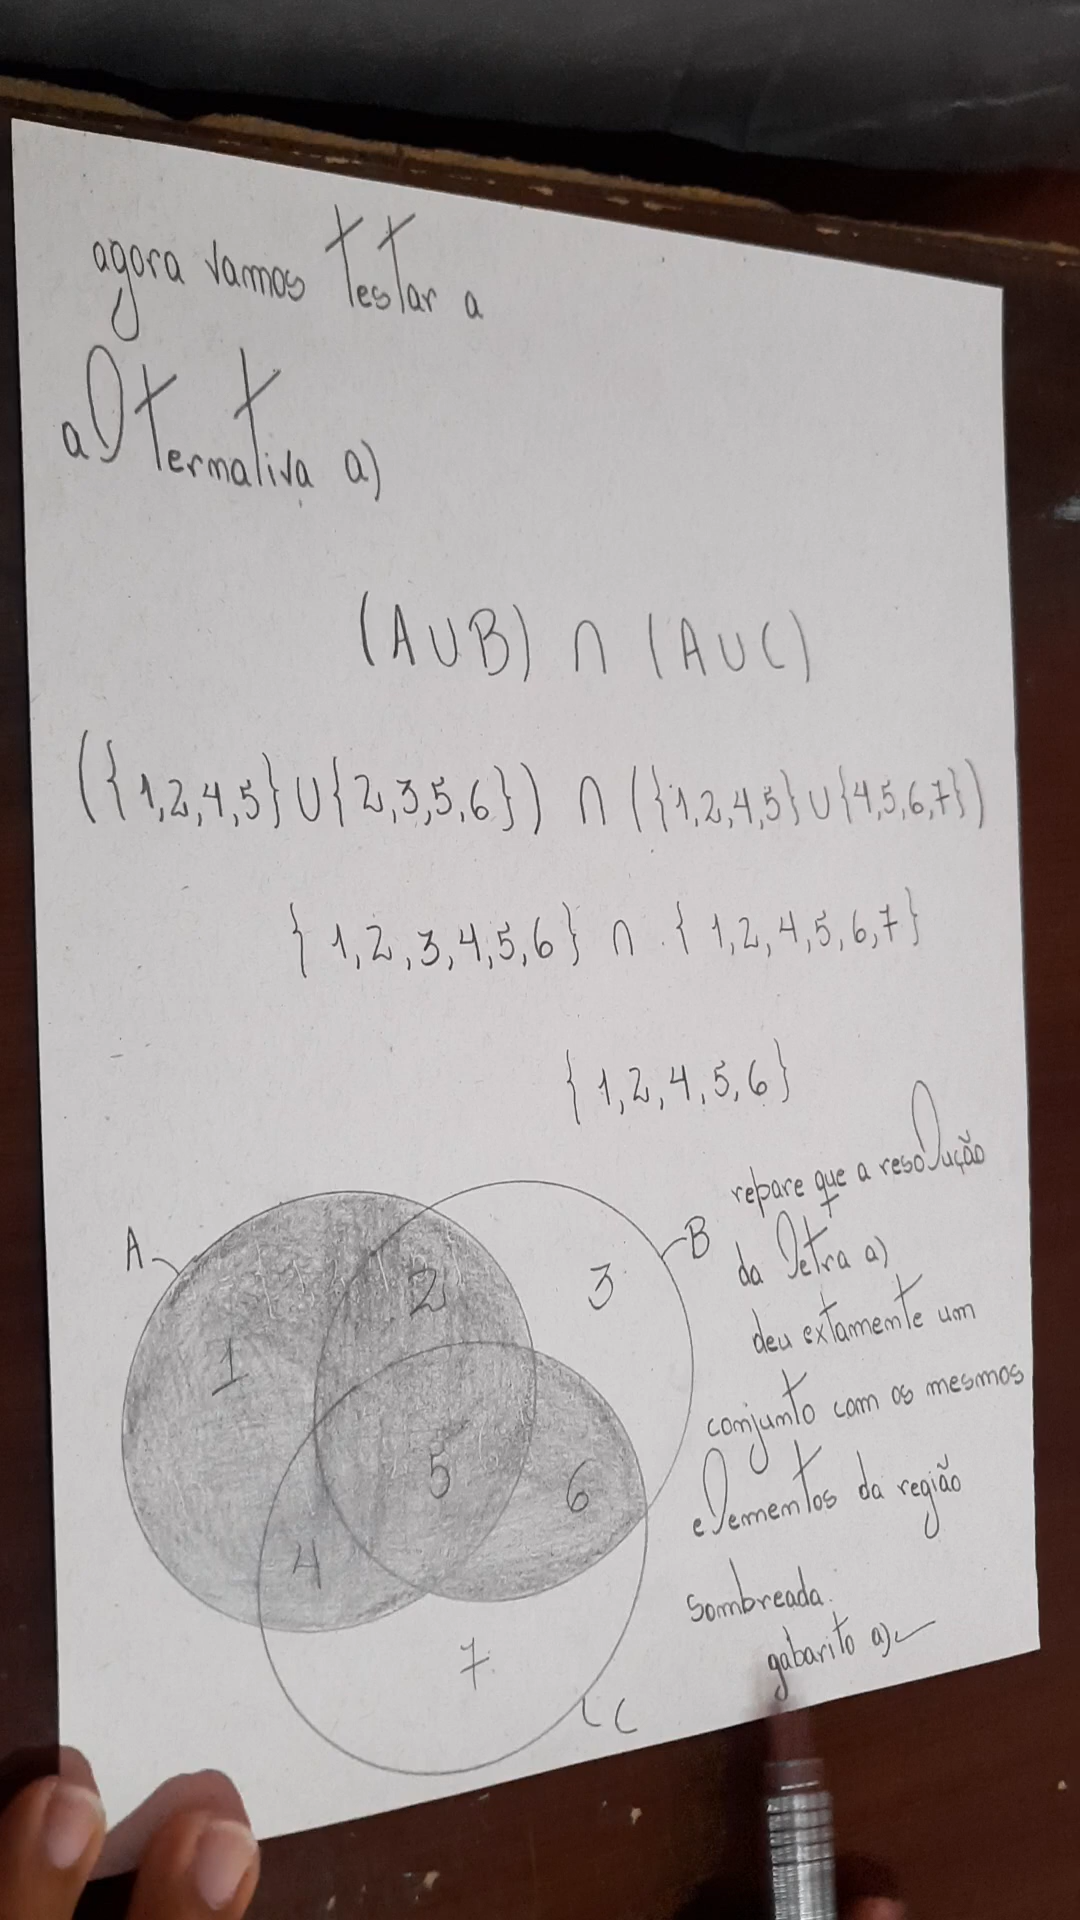 agora vamos testar a
alternativa a)
(A∪B) ∩ (A∪C)
({1,2,4,5}∪{2,3,5,6}) ∩ ({1,2,4,5}∪{4,5,6,7})
{1,2,3,4,5,6} ∩ {1,2,4,5,6,7}
{1,2,4,5,6}
repare que a resolução
da letra a)
deu extamente um
conjunto com os mesmos
elementos da região
sombreada.
gabarito a)
A
B
2
3
1
5
6
4
7
C